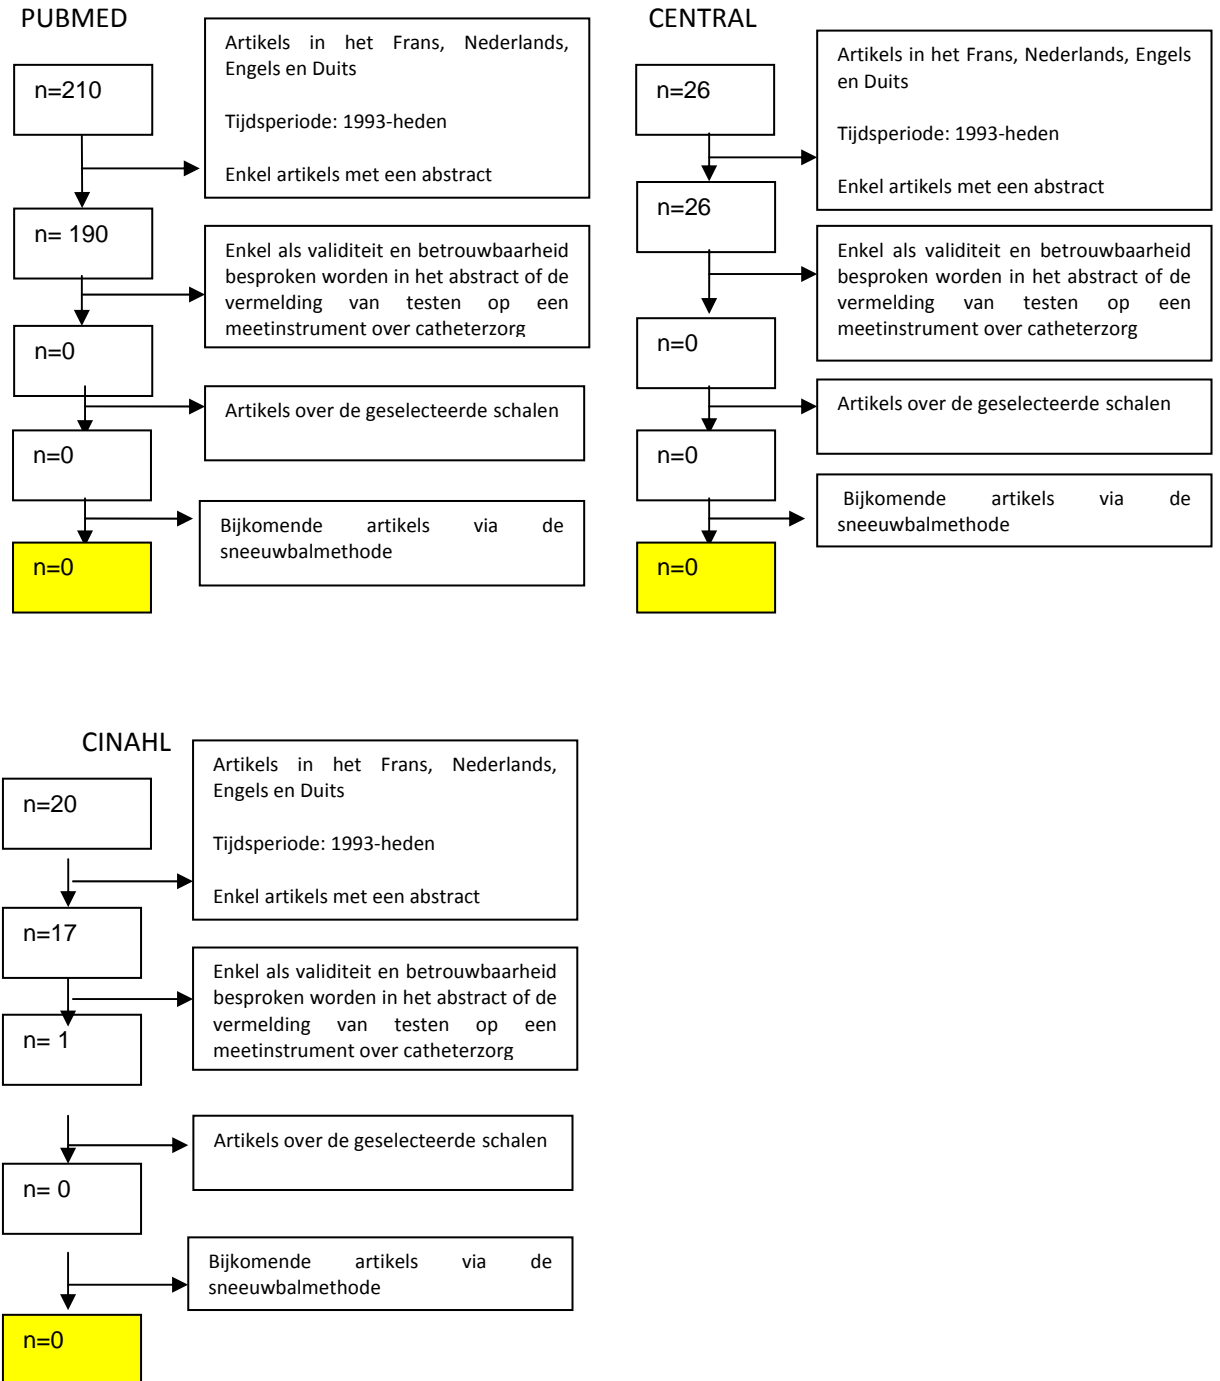 PUBMED
n=210
Artikels in het Frans, Nederlands,
Engels en Duits
Tijdsperiode: 1993-heden
Enkel artikels met een abstract
n= 190
Enkel als validiteit en betrouwbaarheid
besproken worden in het abstract of de
vermelding van testen op een
meetinstrument over catheterzorg
n=0
Artikels over de geselecteerde schalen
n=0
Bijkomende artikels via de
sneeuwbalmethode
n=0
CENTRAL
n=26
Artikels in het Frans, Nederlands, Engels
en Duits
Tijdsperiode: 1993-heden
Enkel artikels met een abstract
n=26
Enkel als validiteit en betrouwbaarheid
besproken worden in het abstract of de
vermelding van testen op een
meetinstrument over catheterzorg
n=0
Artikels over de geselecteerde schalen
n=0
Bijkomende artikels via de
sneeuwbalmethode
n=0
CINAHL
n=20
Artikels in het Frans, Nederlands,
Engels en Duits
Tijdsperiode: 1993-heden
Enkel artikels met een abstract
n=17
Enkel als validiteit en betrouwbaarheid
besproken worden in het abstract of de
vermelding van testen op een
meetinstrument over catheterzorg
n= 1
Artikels over de geselecteerde schalen
n= 0
Bijkomende artikels via de
sneeuwbalmethode
n=0